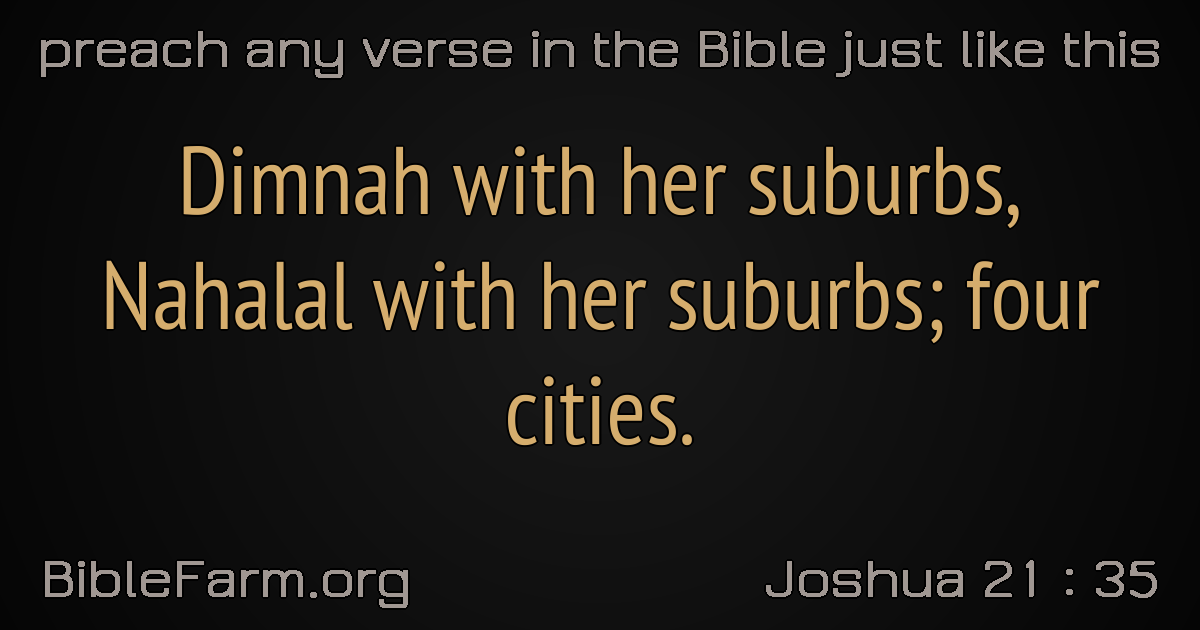 preach any verse in the Bible just like this
Dimnah with her suburbs,
Nahalal with her suburbs; four
cities.
BibleFarm.org
Joshua 21 : 35